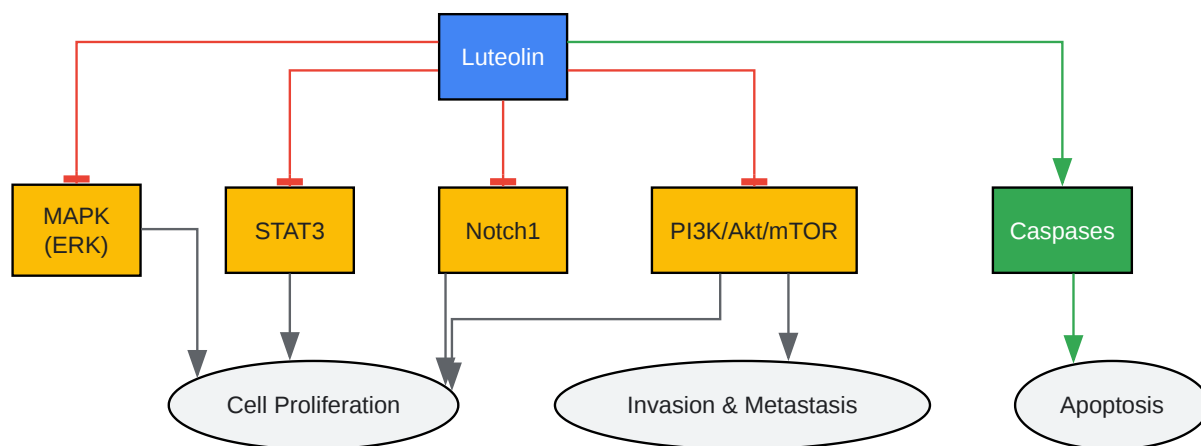 Luteolin
MAPK
(ERK)
STAT3
Notch1
PI3K/Akt/mTOR
Caspases
Cell Proliferation
Invasion & Metastasis
Apoptosis